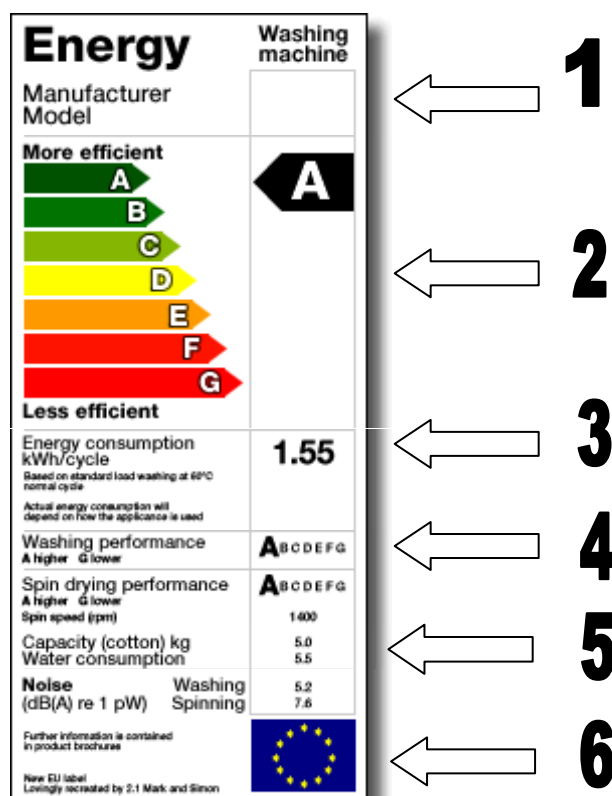 Energy
Washing
machine
1
Manufacturer
Model
More efficient
A
A
B
C
2
D
E
F
G
Less efficient
Energy consumption
kWh/cycle
1.55
3
Based on standard load washing at 60°C
normal cycle
Actual energy consumption will
depend on how the applicance is used
Washing performance
A BCDEFG
A higher G lower
4
Spin drying performance
A BCDEFG
A higher G lower
Spin speed (rpm) 1400
Capacity (cotton) kg 5.0
Water consumption 5.5
5
Noise Washing 5.2
(dB(A) re 1 pW) Spinning 7.6
Further information is contained
in product brochures
6
New EU label
Lovingly recreated by 2.1 Mark and Simon